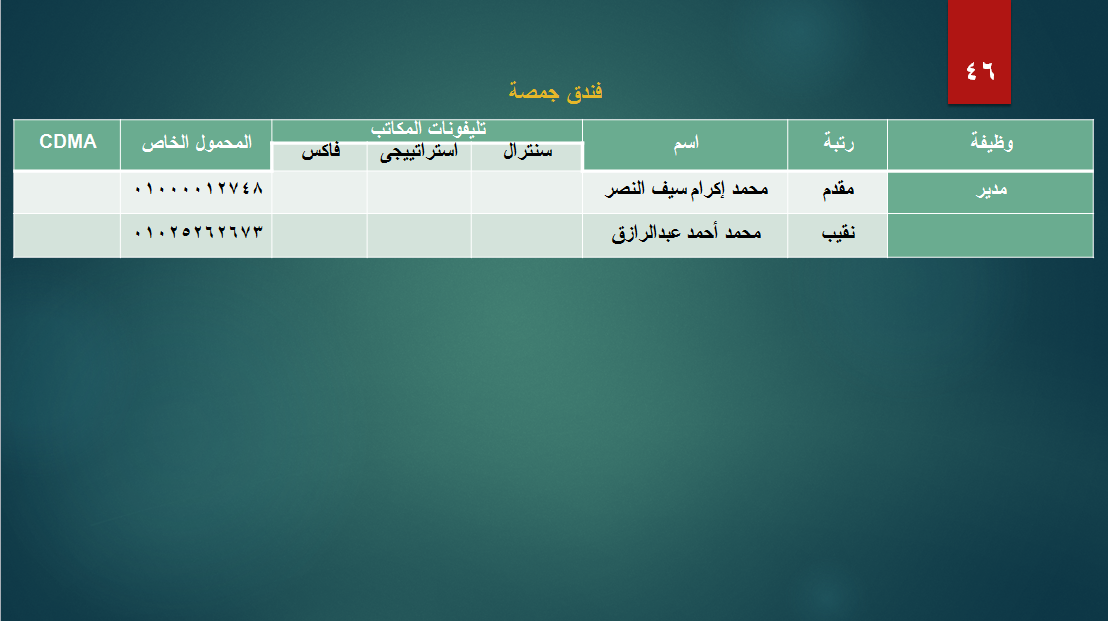 ٤٦
فندق جمصة
وظيفة رتبة اسم تليفونات المكاتب المحمول الخاص CDMA
سنترال استراتييجى فاكس
مدير مقدم محمد إكرام سيف النصر ٠١٠٠٠٠١٢٧٤٨
نقيب محمد أحمد عبدالرازق ٠١٠٢٥٢٦٢٦٧٣